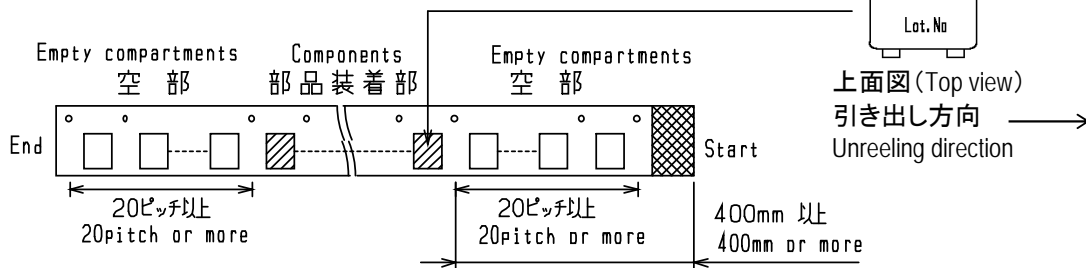 Lot.No
上面図(Top view)
引き出し方向
Unreeling direction
Empty compartments
空部
Components
部品装着部
Empty compartments
空部
End
Start
20ピッチ以上
20pitch or more
20ピッチ以上
20pitch or more
400mm 以上
400mm or more